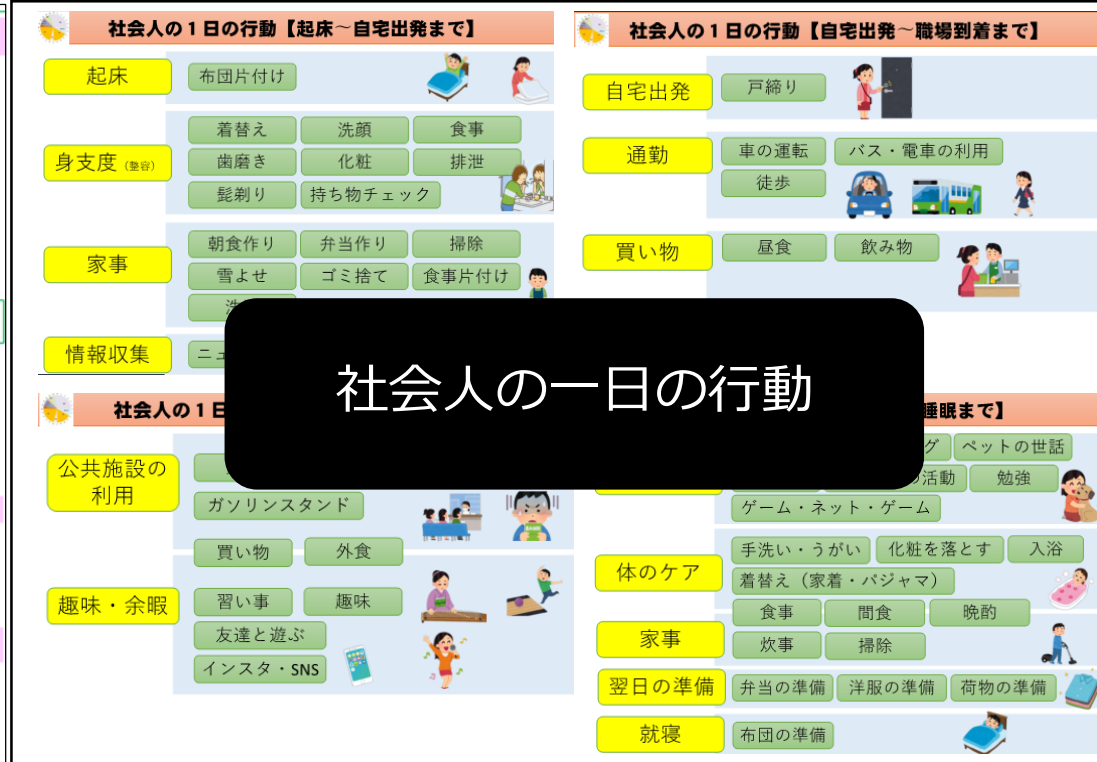 社会人の1日の行動【起床～自宅出発まで】
起床
布団片付け
身支度(整容)
着替え 洗顔 食事
歯磨き 化粧 排泄
髭剃り 持ち物チェック
家事
朝食作り 弁当作り 掃除
雪よせ ゴミ捨て 食事片付け
情報収集
社会人の1日の行動【自宅出発～職場到着まで】
自宅出発
戸締り
通勤
車の運転 バス・電車の利用
徒歩
買い物
昼食 飲み物
社会人の一日の行動
社会人の1日
公共施設の
利用
ガソリンスタンド
買い物 外食
趣味・余暇
習い事 趣味
友達と遊ぶ
インスタ・SNS
睡眠まで】
グ ペットの世話
活動 勉強
ゲーム・ネット・ゲーム
体のケア
手洗い・うがい 化粧を落とす 入浴
着替え（家着・パジャマ）
食事 間食 晩酌
家事
炊事 掃除
翌日の準備
弁当の準備 洋服の準備 荷物の準備
就寝
布団の準備